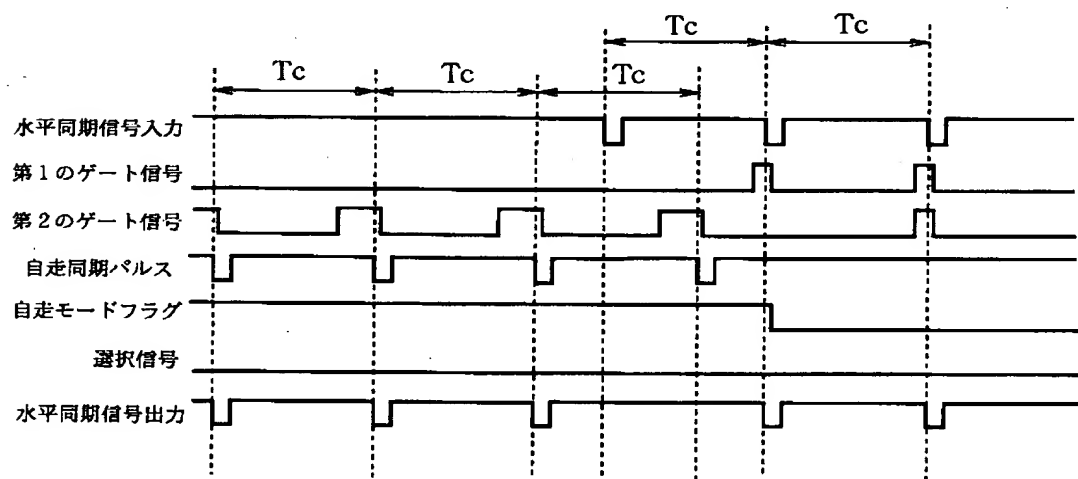 Tc Tc
Tc Tc Tc
水平同期信号入力
第1のゲート信号
第2のゲート信号
自走同期パルス
自走モードフラグ
選択信号
水平同期信号出力